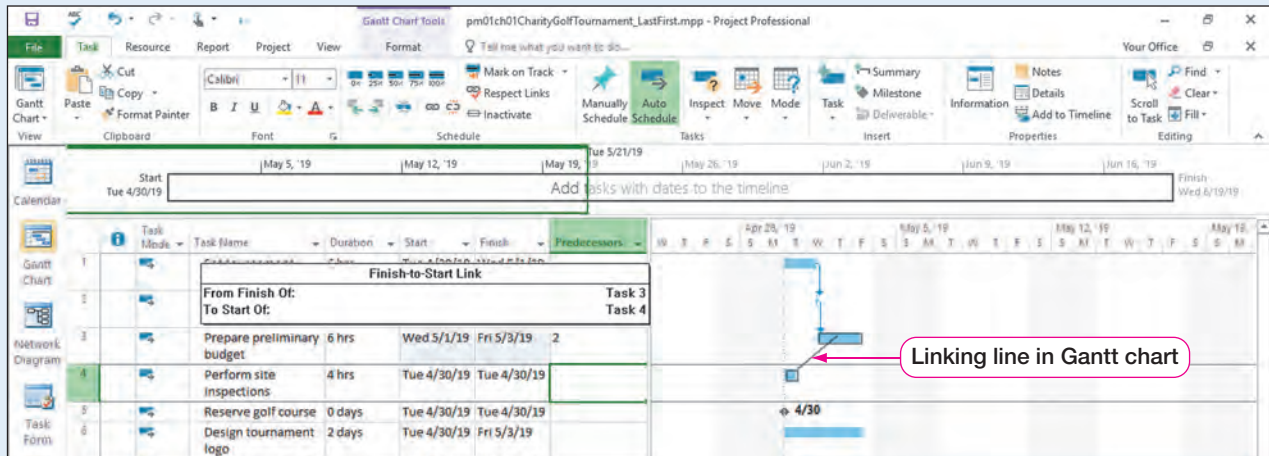 Gantt Chart Tools
pm01ch01CharityGolfTournament_LastFirst.mpp - Project Professional
File Task Resource Report Project View Format Tell me what you want to do... Your Office
Gantt Chart
View
Paste
Cut
Copy
Format Painter
Clipboard
Calibri 11
B I U A
Font
0% 25% 50% 75% 100%
Mark on Track
Respect Links
Inactivate
Schedule
Manually Schedule
Auto Schedule
Inspect
Move
Mode
Tasks
Task
Summary
Milestone
Deliverable
Insert
Information
Notes
Details
Add to Timeline
Properties
Scroll to Task
Find
Clear
Fill
Editing
Tue 5/21/19
May 5, '19 May 12, '19 May 19, '19 May 26, '19 Jun 2, '19 Jun 9, '19 Jun 16, '19
Start
Tue 4/30/19
Add tasks with dates to the timeline
Finish
Wed 6/19/19
Calendar
Gantt Chart
Network Diagram
Task Form
Task Mode Task Name Duration Start Finish Predecessors
Apr 28, '19 May 5, '19 May 12, '19 May 19,
W T F S S M T W T F S S M T W T F S S M T W T F S S M
1
Finish-to-Start Link
From Finish Of: Task 3
To Start Of: Task 4
2
3 Prepare preliminary budget 6 hrs Wed 5/1/19 Fri 5/3/19 2
Linking line in Gantt chart
4 Perform site inspections 4 hrs Tue 4/30/19 Tue 4/30/19
5 Reserve golf course 0 days Tue 4/30/19 Tue 4/30/19
4/30
6 Design tournament logo 2 days Tue 4/30/19 Fri 5/3/19